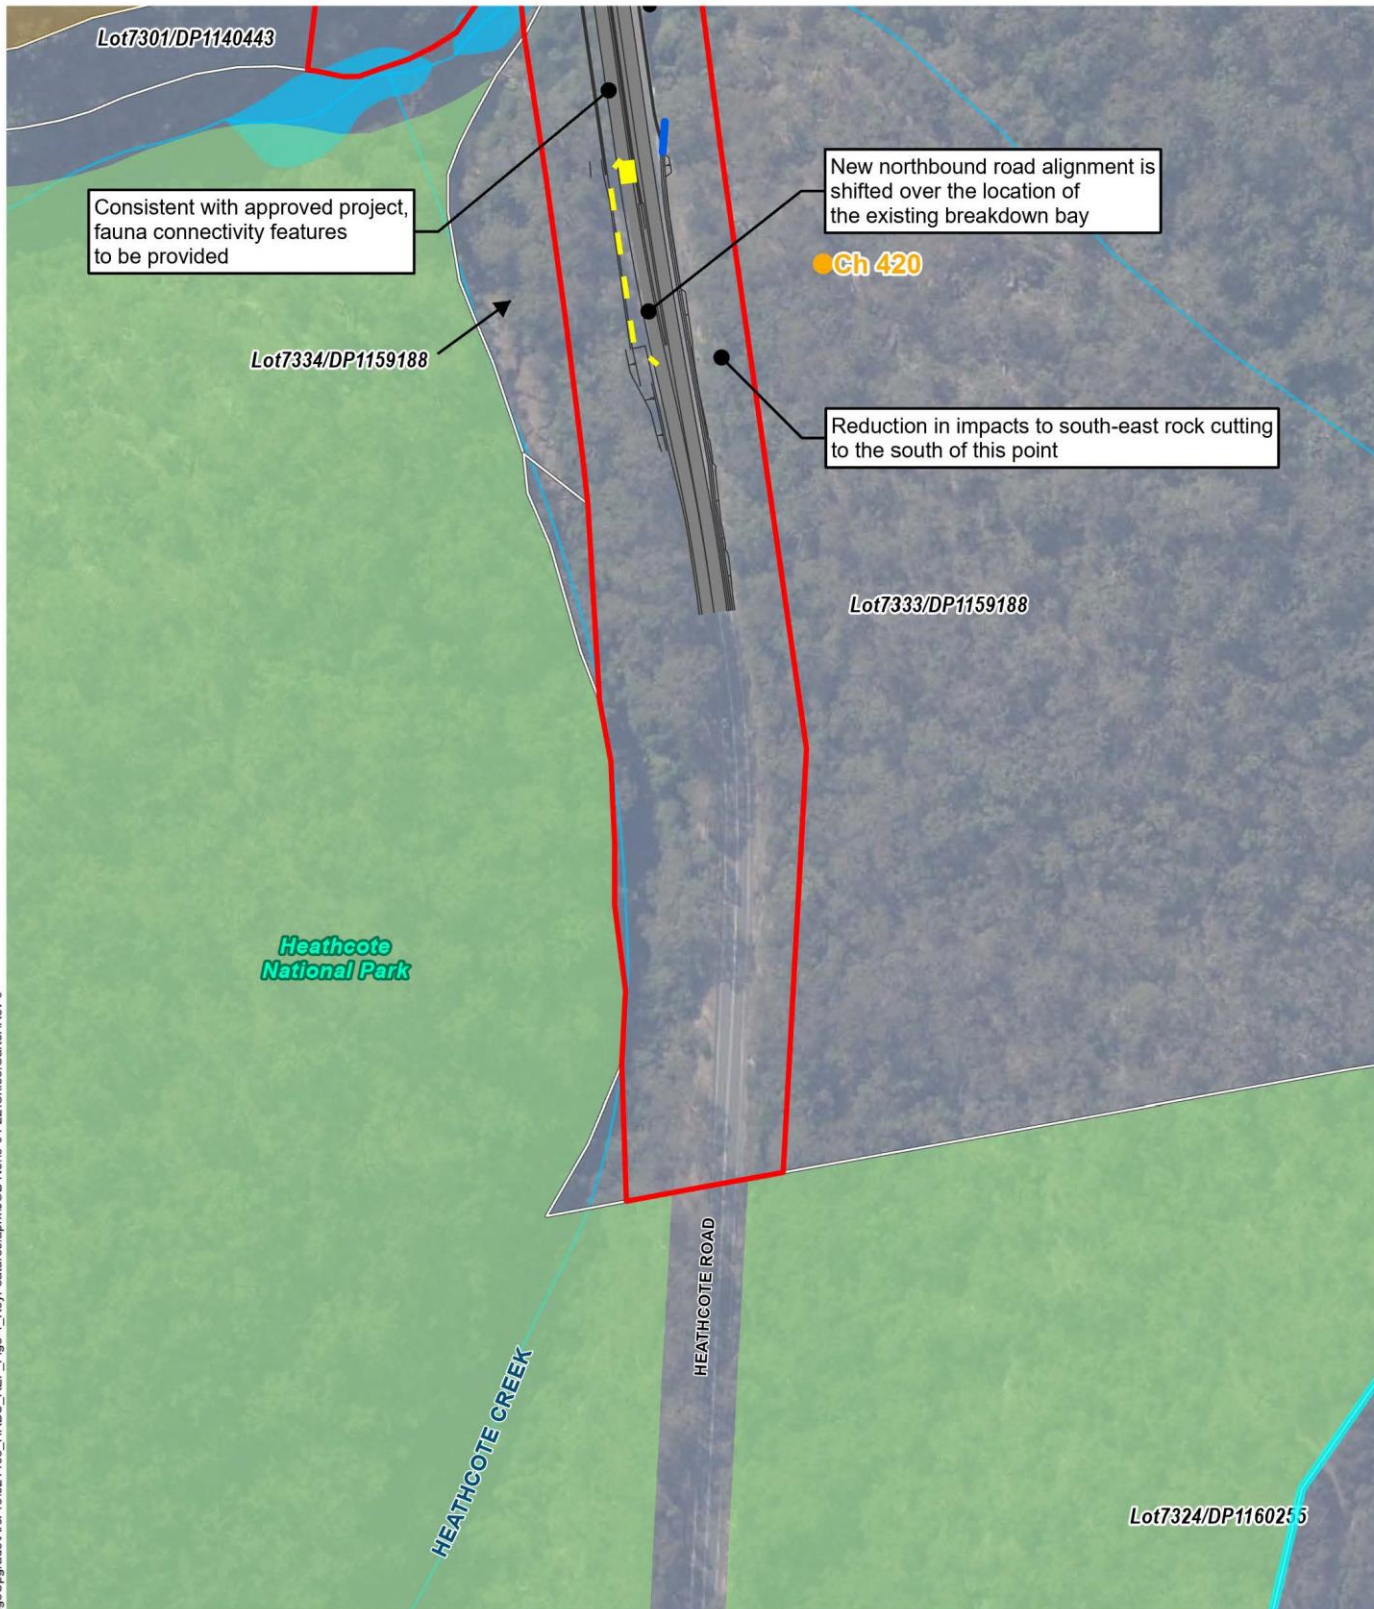 Lot7301/DP1140443
Consistent with approved project,
fauna connectivity features
to be provided
New northbound road alignment is
shifted over the location of
the existing breakdown bay
Ch 420
Lot7334/DP1159188
Reduction in impacts to south-east rock cutting
to the south of this point
Lot7333/DP1159188
Heathcote
National Park
HEATHCOTE ROAD
HEATHCOTE CREEK
Lot7324/DP1160255